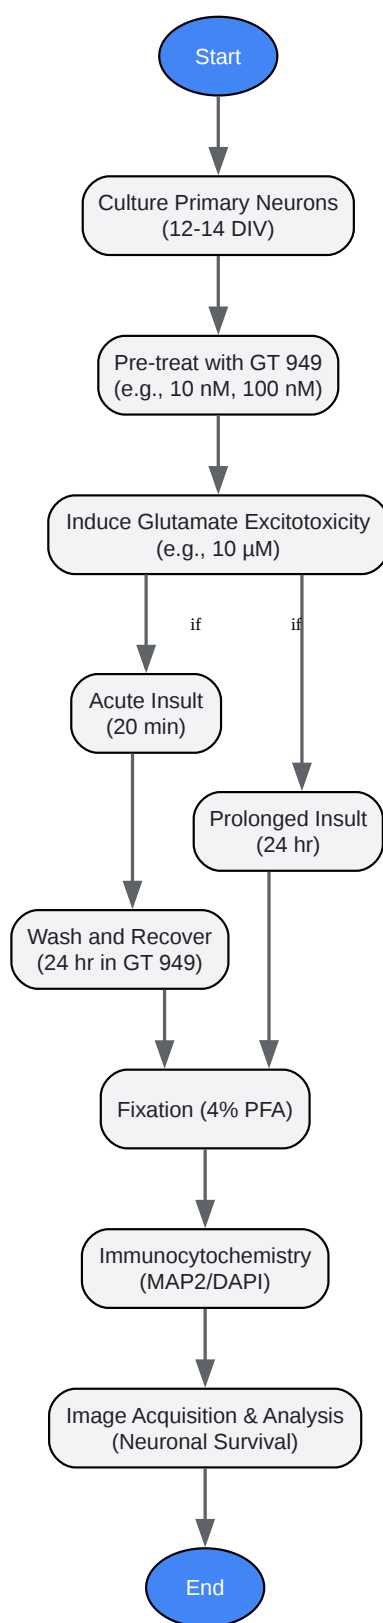 Start
Culture Primary Neurons
(12-14 DIV)
Pre-treat with GT 949
(e.g., 10 nM, 100 nM)
Induce Glutamate Excitotoxicity
(e.g., 10 µM)
if
if
Acute Insult
(20 min)
Prolonged Insult
(24 hr)
Wash and Recover
(24 hr in GT 949)
Fixation (4% PFA)
Immunocytochemistry
(MAP2/DAPI)
Image Acquisition & Analysis
(Neuronal Survival)
End